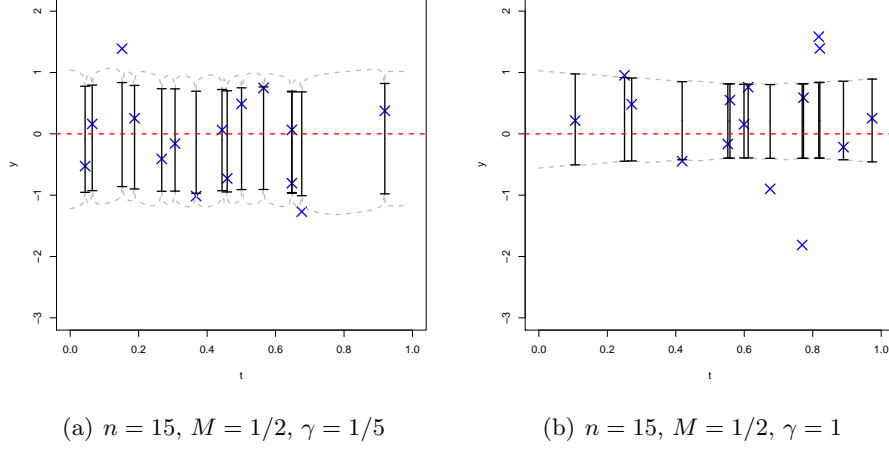 2
1
0
-1
-2
-3
y
0.0 0.2 0.4 0.6 0.8 1.0
t
(a) n = 15, M = 1/2, γ = 1/5
2
1
0
-1
-2
-3
y
0.0 0.2 0.4 0.6 0.8 1.0
t
(b) n = 15, M = 1/2, γ = 1